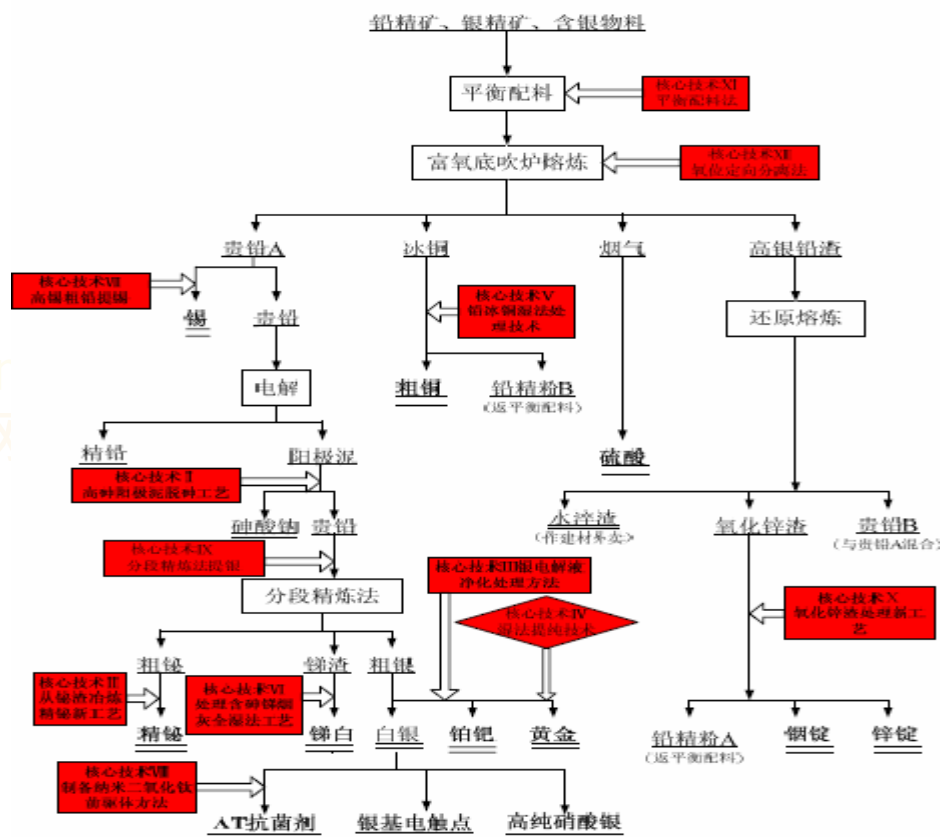 铅精矿、银精矿、含银物料
平衡配料
核心技术XI
平衡配料法
富氧底吹炉熔炼
核心技术XII
氧位定向分离法
贵铅A
冰铜
烟气
高银铅渣
核心技术VII
高锡粗铅提锡
锡
贵铅
核心技术V
铅冰铜湿法处
理技术
还原熔炼
电解
粗铜
铅精粉B
(返平衡配料)
精铅
阳极泥
硫酸
核心技术I
高砷阳极泥脱砷工艺
砷酸钩
贵铅
水淬渣
(作建材外卖)
氧化锌渣
贵铅B
(与贵铅A混合)
核心技术IX
分段精炼法提银
分段精炼法
核心技术III银电解液
净化处理方法
核心技术IV
湿法提纯技术
核心技术X
氧化锌渣处理新工
艺
粗铋
锑渣
粗银
核心技术II
从铋渣冶炼
精铋新工艺
核心技术VI
处理含砷锑烟
灰全湿法工艺
精铋
锑白
白银
铂钯
黄金
铅精粉A
(返平衡配料)
铟锭
锌锭
核心技术VIII
制备纳米二氧化钛
前驱体方法
AT抗菌剂
银基电触点
高纯硝酸银